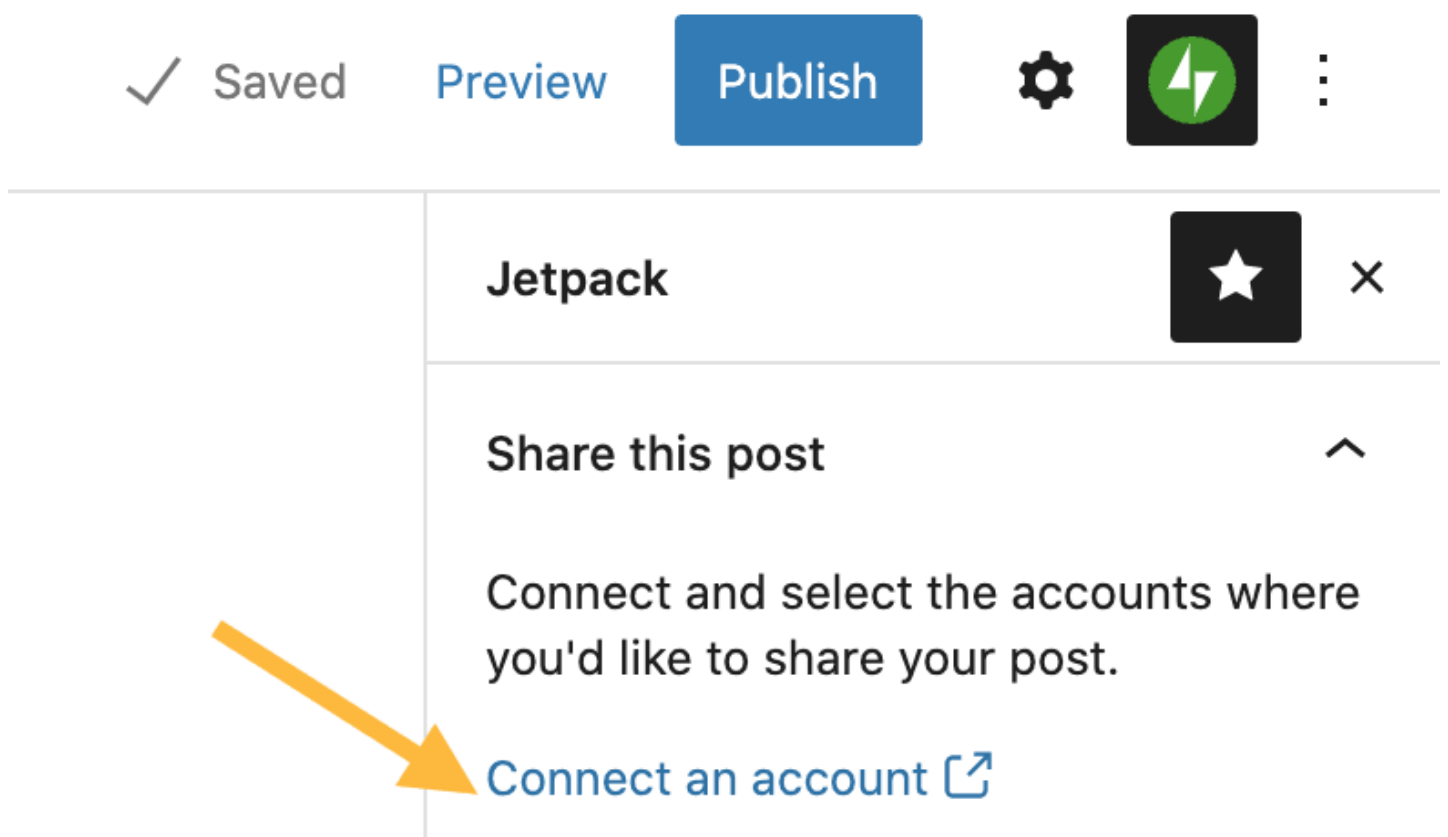 Saved Preview Publish
Jetpack
Share this post
Connect and select the accounts where
you'd like to share your post.
Connect an account